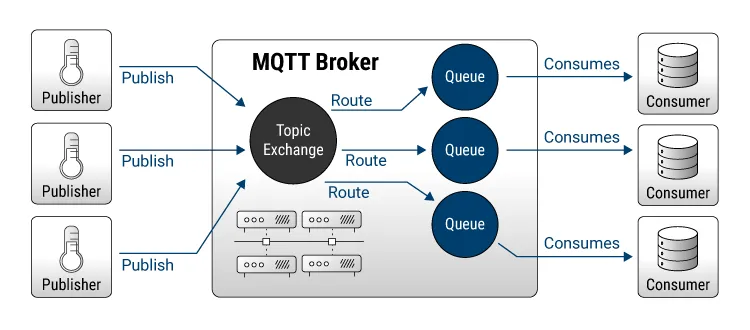 MQTT Broker
Publisher
Publish
Publisher
Publish
Publisher
Publish
Topic
Exchange
Route
Route
Route
Queue
Queue
Queue
Consumes
Consumer
Consumes
Consumer
Consumes
Consumer